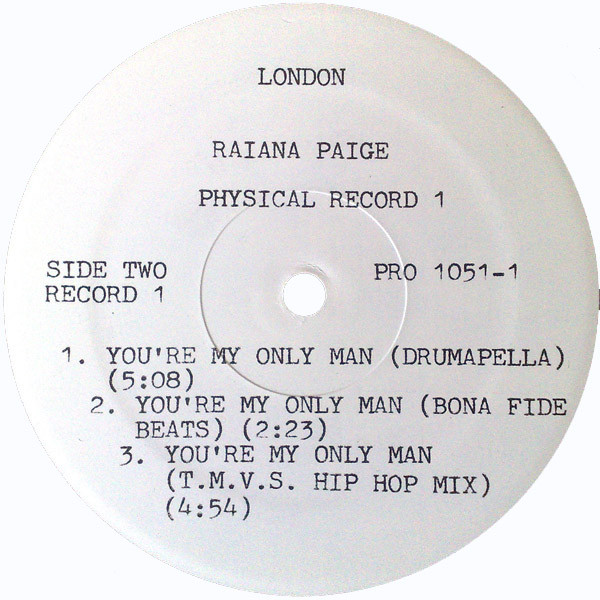 LONDON
RAIANA PAIGE
PHYSICAL RECORD 1
SIDE TWO PRO 1051-1
RECORD 1
1. YOU'RE MY ONLY MAN (DRUMAPELLA)
(5:08)
2. YOU'RE MY ONLY MAN (BONA FIDE
BEATS) (2:23)
3. YOU'RE MY ONLY MAN
(T.M.V.S. HIP HOP MIX)
(4:54)